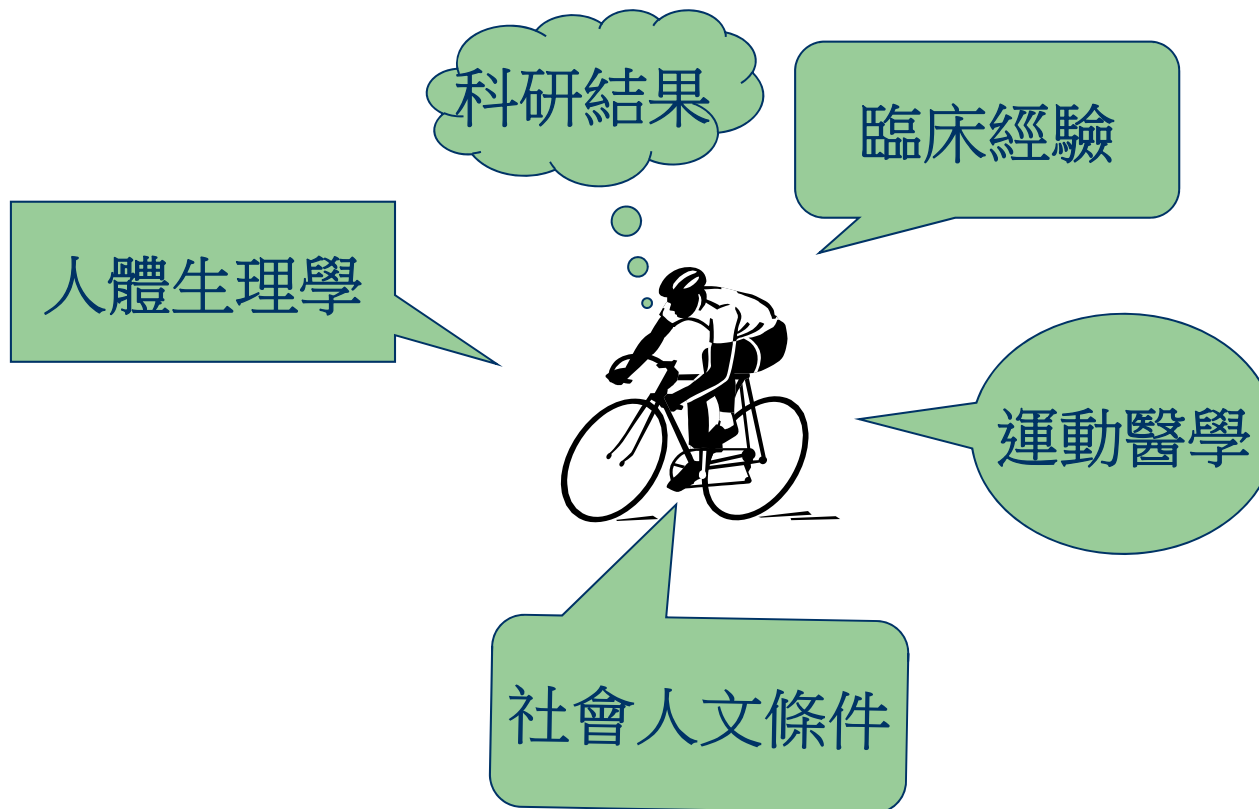 科研結果
臨床經驗
人體生理學
運動醫學
社會人文條件